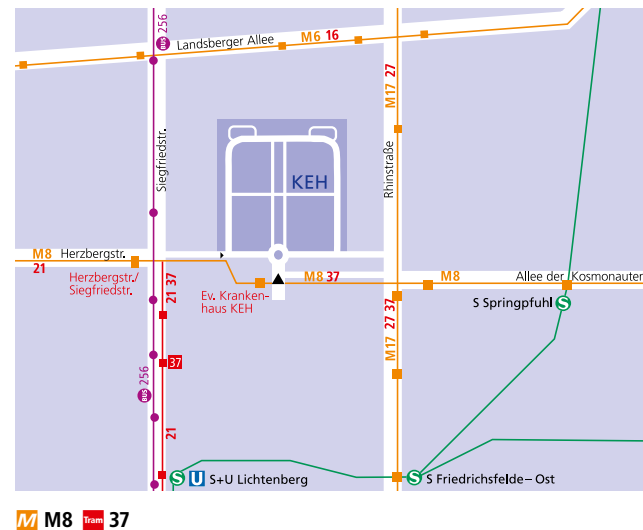 BUS 256
Landsberger Allee
M6 16
M17 27
Siegfriedstr.
Rhinstraße
KEH
M8
21
Herzbergstr.
Herzbergstr./
Siegfriedstr.
21 37
Ev. Kranken-
haus KEH
M8 37
M8
Allee der Kosmonauten
S Springpfuhl
S
M17 27 37
37
BUS 256
21
S U S+U Lichtenberg
S S Friedrichsfelde–Ost
M M8 Tram 37